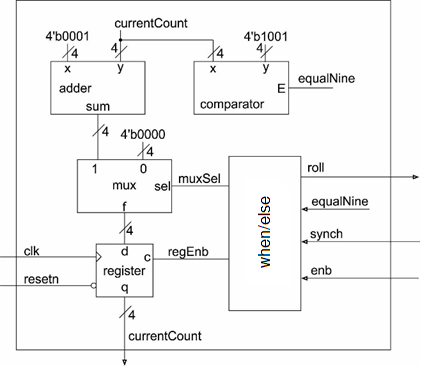 currentCount
4'b0001
4'b1001
4
4
4
4
x
y
x
y
adder
equalNine
E
sum
comparator
4
4'b0000
4
1
0
roll
mux
sel
muxSel
when/else
equalNine
f
4
synch
clk
d
register
c
regEnb
enb
resetn
q
4
currentCount